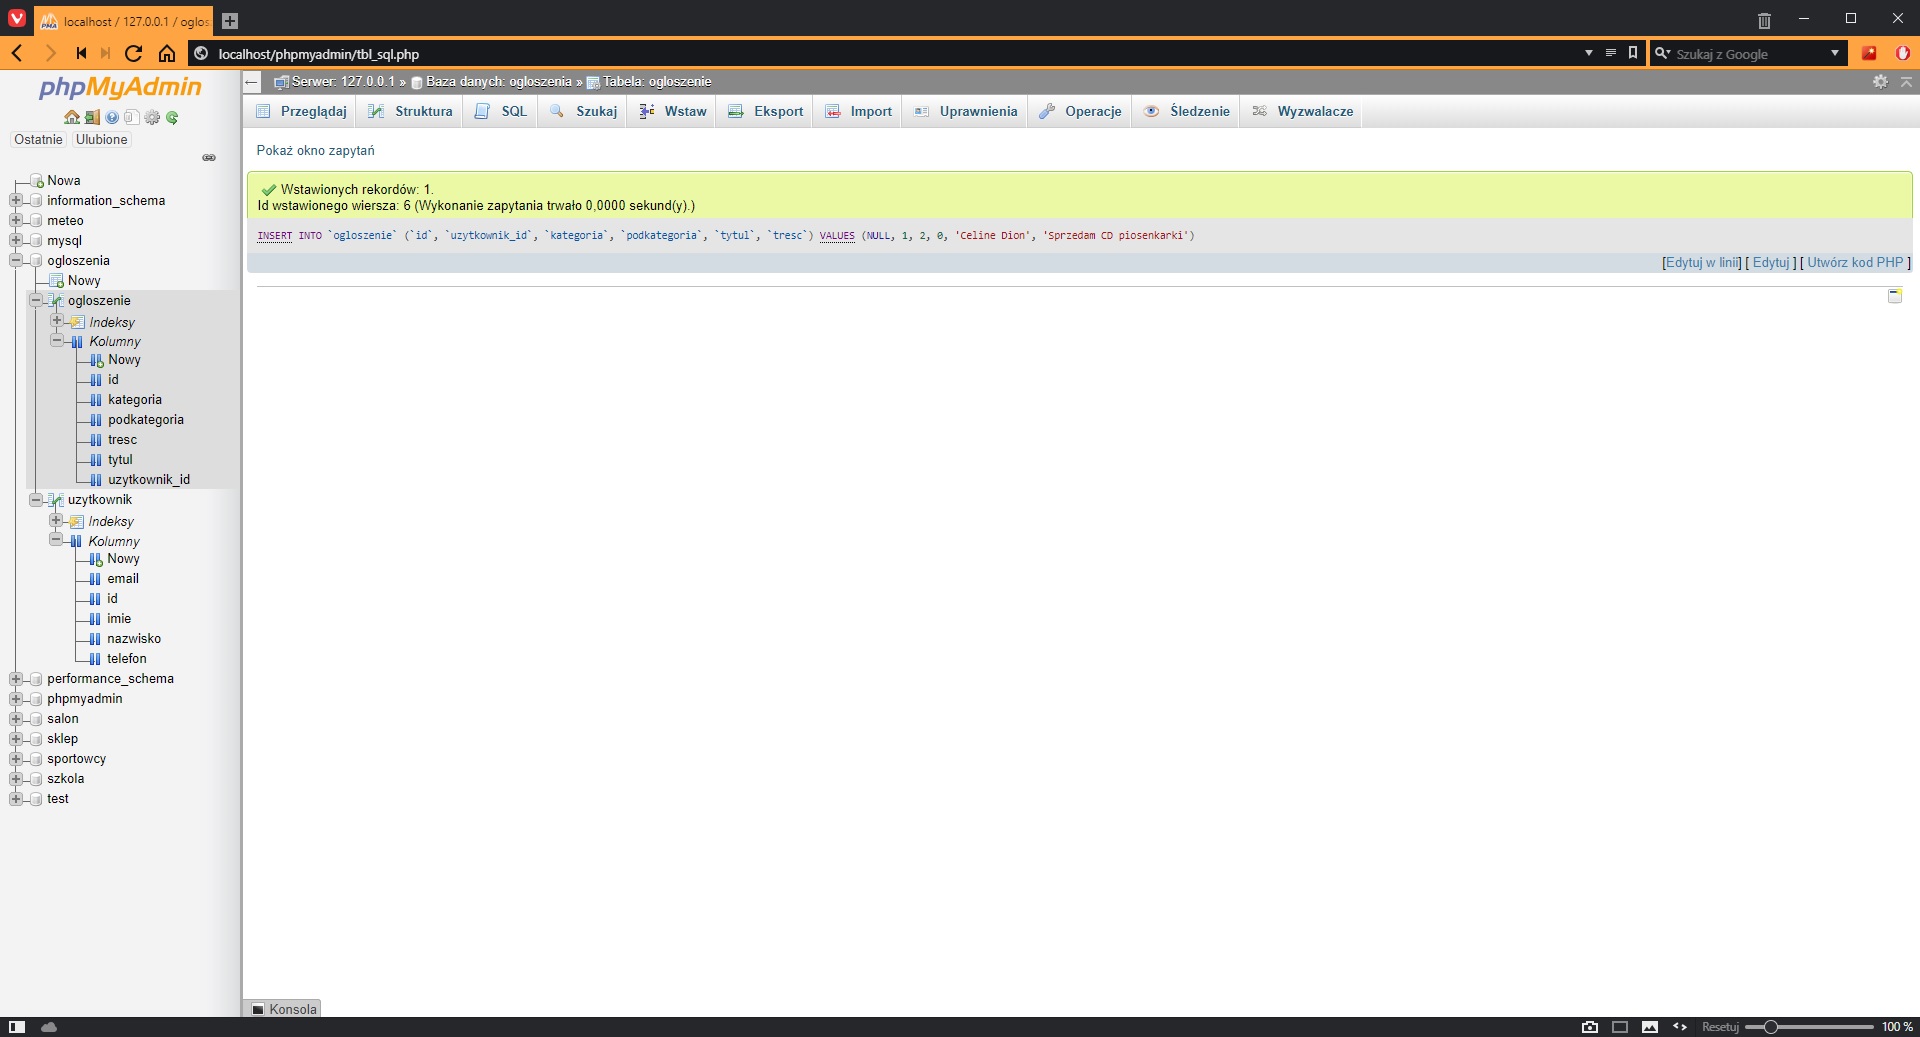 localhost / 127.0.0.1 / oglos
localhost/phpmyadmin/tbl_sql.php
Szukaj z Google
phpMyAdmin
Ostatnie
Ulubione
Nowa
information_schema
meteo
mysql
ogloszenia
Nowy
ogloszenie
Indeksy
Kolumny
Nowy
id
kategoria
podkategoria
tresc
tytul
uzytkownik_id
uzytkownik
Indeksy
Kolumny
Nowy
email
id
imie
nazwisko
telefon
performance_schema
phpmyadmin
salon
sklep
sportowcy
szkola
test
Serwer: 127.0.0.1 » Baza danych: ogloszenia » Tabela: ogloszenie
Przeglądaj Struktura SQL Szukaj Wstaw Eksport Import Uprawnienia Operacje Śledzenie Wyzwalacze
Pokaż okno zapytań
Wstawionych rekordów: 1.
Id wstawionego wiersza: 6 (Wykonanie zapytania trwało 0,0000 sekund(y).)
INSERT INTO `ogloszenie` (`id`, `uzytkownik_id`, `kategoria`, `podkategoria`, `tytul`, `tresc`) VALUES (NULL, 1, 2, 0, 'Celine Dion', 'Sprzedam CD piosenkarki')
[Edytuj w linii] [ Edytuj ] [ Utwórz kod PHP ]
Konsola
Resetuj 100 %